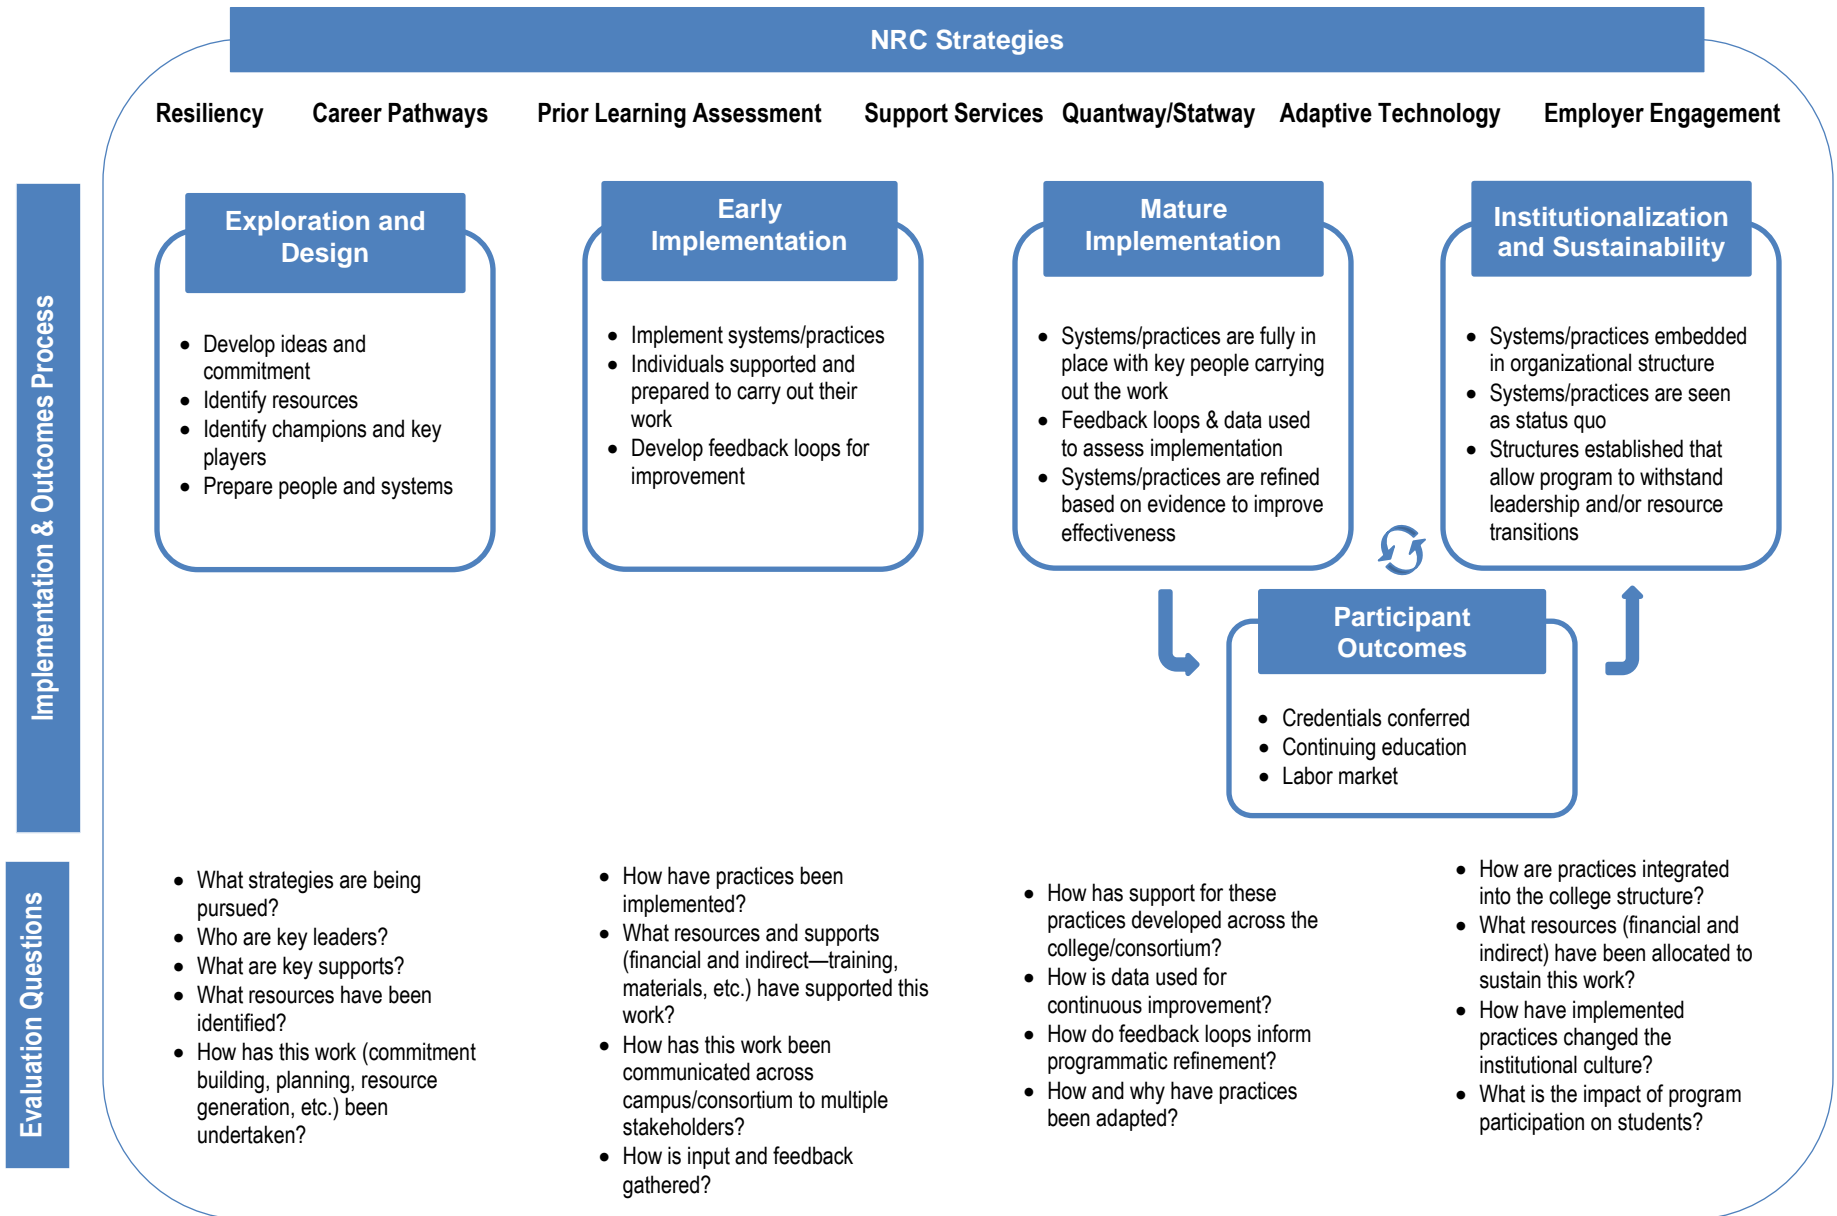 NRC Strategies
Resiliency Career Pathways Prior Learning Assessment Support Services Quantway/Statway Adaptive Technology Employer Engagement
Implementation & Outcomes Process
Exploration and
Design
• Develop ideas and
commitment
• Identify resources
• Identify champions and key
players
• Prepare people and systems
Early
Implementation
• Implement systems/practices
• Individuals supported and
prepared to carry out their
work
• Develop feedback loops for
improvement
Mature
Implementation
• Systems/practices are fully in
place with key people carrying
out the work
• Feedback loops & data used
to assess implementation
• Systems/practices are refined
based on evidence to improve
effectiveness
Institutionalization
and Sustainability
• Systems/practices embedded
in organizational structure
• Systems/practices are seen
as status quo
• Structures established that
allow program to withstand
leadership and/or resource
transitions
Participant
Outcomes
• Credentials conferred
• Continuing education
• Labor market
Evaluation Questions
• What strategies are being
pursued?
• Who are key leaders?
• What are key supports?
• What resources have been
identified?
• How has this work (commitment
building, planning, resource
generation, etc.) been
undertaken?
• How have practices been
implemented?
• What resources and supports
(financial and indirect—training,
materials, etc.) have supported this
work?
• How has this work been
communicated across
campus/consortium to multiple
stakeholders?
• How is input and feedback
gathered?
• How has support for these
practices developed across the
college/consortium?
• How is data used for
continuous improvement?
• How do feedback loops inform
programmatic refinement?
• How and why have practices
been adapted?
• How are practices integrated
into the college structure?
• What resources (financial and
indirect) have been allocated to
sustain this work?
• How have implemented
practices changed the
institutional culture?
• What is the impact of program
participation on students?